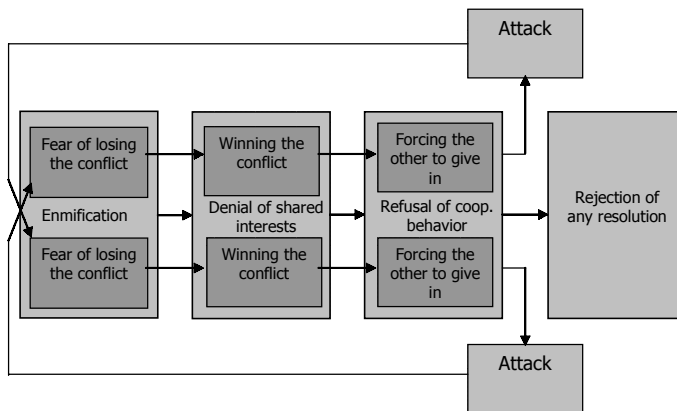 Attack
Fear of losing
the conflict
Winning the
conflict
Forcing the
other to give
in
Enmification
Denial of shared
interests
Refusal of coop.
behavior
Rejection of
any resolution
Fear of losing
the conflict
Winning the
conflict
Forcing the
other to give
in
Attack